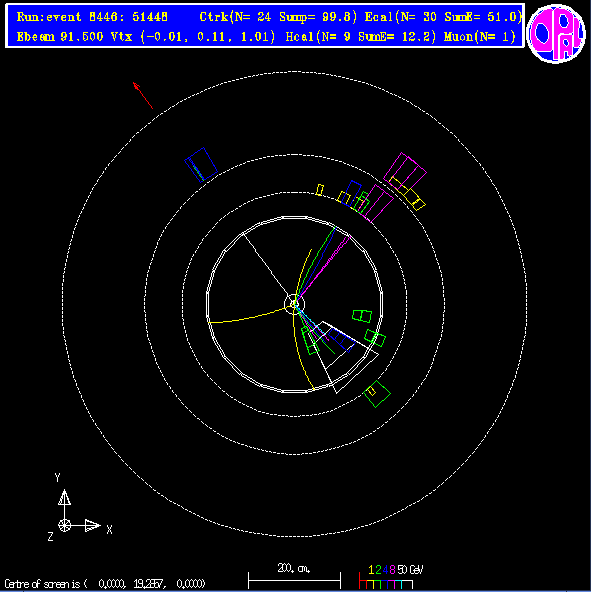 Run:event 8446: 51448 Ctrk(N= 24 Sump= 99.8) Ecal(N= 30 SumE= 51.0)
Ebeam 91.500 Vtx (-0.01, 0.11, 1.01) Hcal(N= 9 SumE= 12.2) Muon(N= 1)
OPAL
Y
X
Z
200. cm.
1 2 4 8 50 GeV
Centre of screen is ( 0.0000, 19.2857, 0.0000)